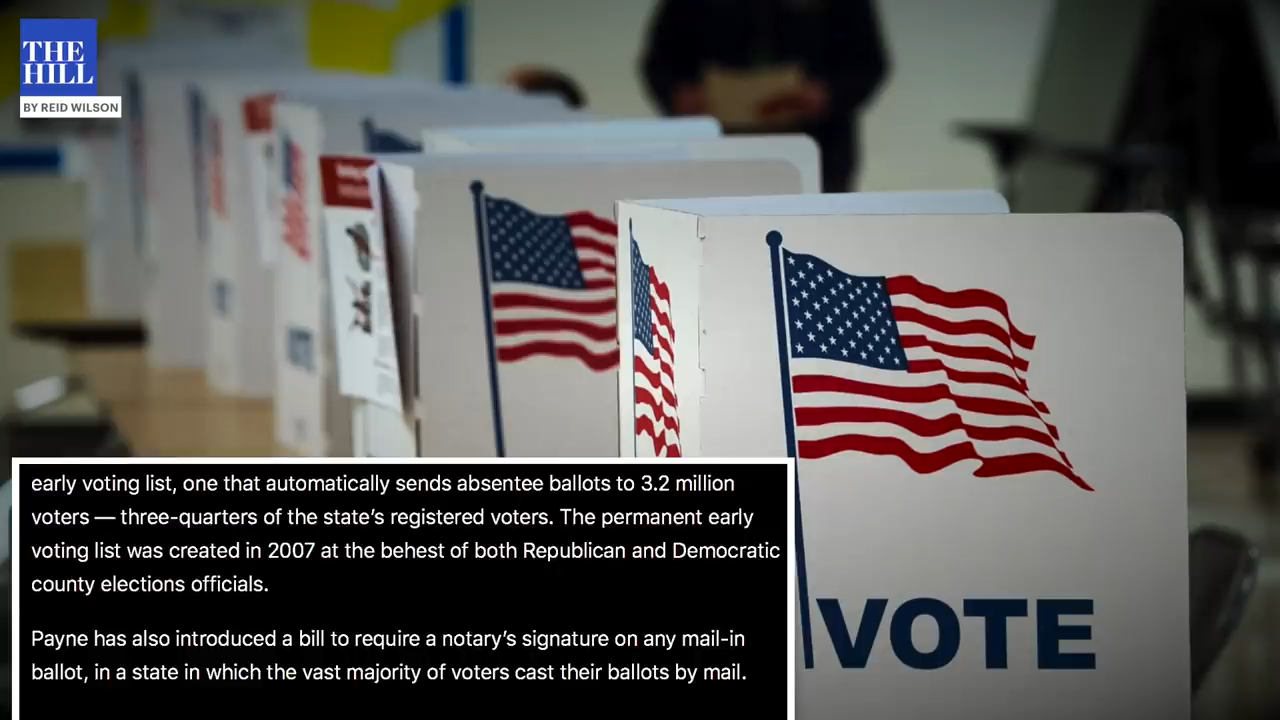 THE
HILL
BY REID WILSON
VOTE
early voting list, one that automatically sends absentee ballots to 3.2 million
voters — three-quarters of the state’s registered voters. The permanent early
voting list was created in 2007 at the behest of both Republican and Democratic
county elections officials.
Payne has also introduced a bill to require a notary’s signature on any mail-in
ballot, in a state in which the vast majority of voters cast their ballots by mail.